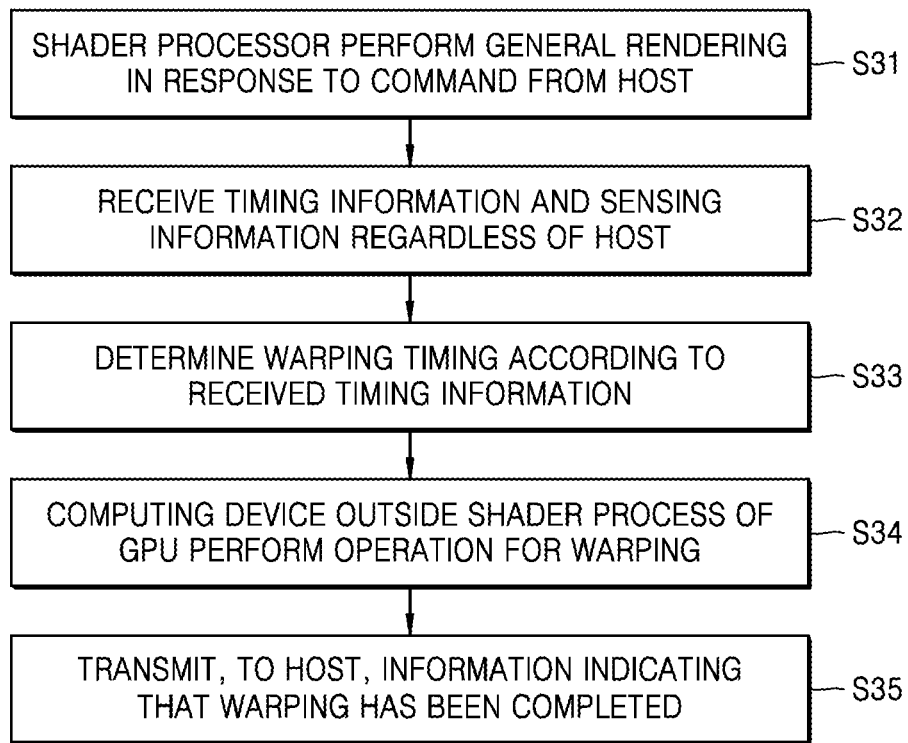 SHADER PROCESSOR PERFORM GENERAL RENDERING
IN RESPONSE TO COMMAND FROM HOST
S31
RECEIVE TIMING INFORMATION AND SENSING
INFORMATION REGARDLESS OF HOST
S32
DETERMINE WARPING TIMING ACCORDING TO
RECEIVED TIMING INFORMATION
S33
COMPUTING DEVICE OUTSIDE SHADER PROCESS OF
GPU PERFORM OPERATION FOR WARPING
S34
TRANSMIT, TO HOST, INFORMATION INDICATING
THAT WARPING HAS BEEN COMPLETED
S35